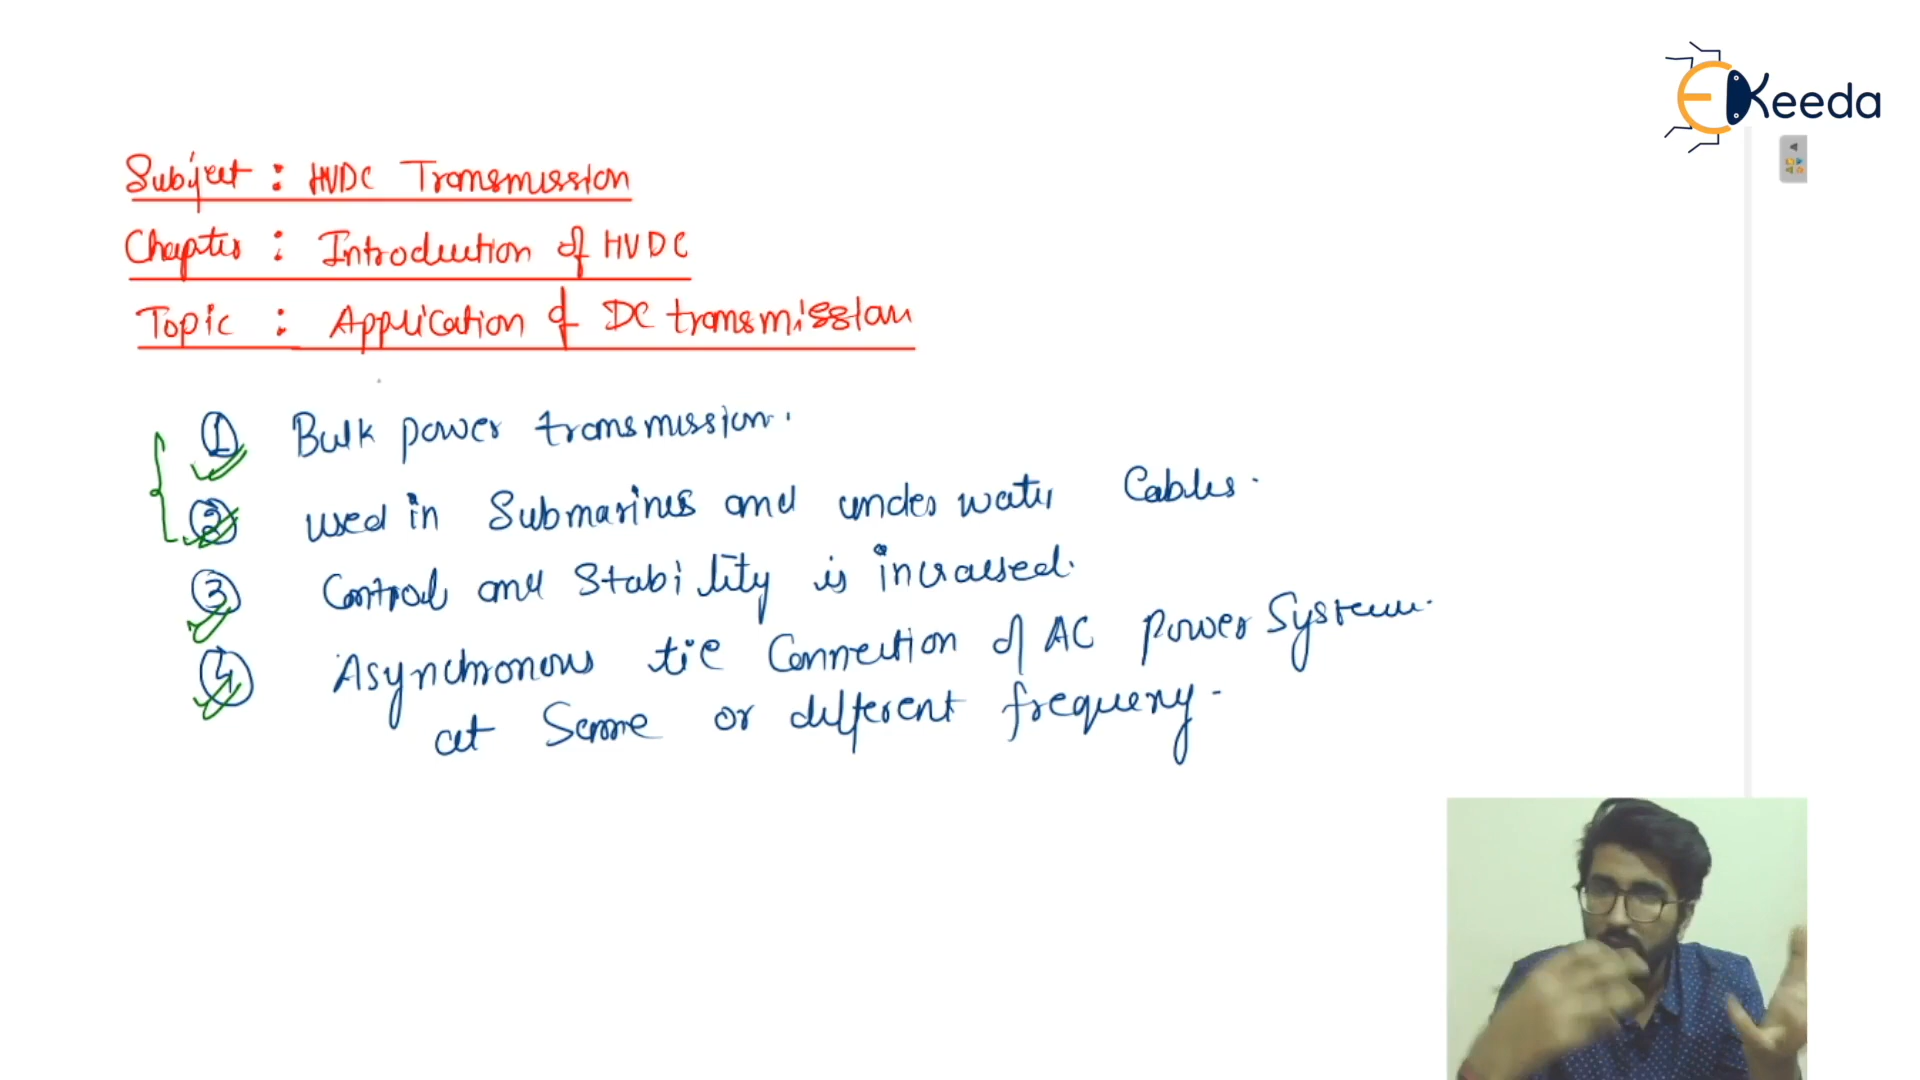 EKeeda
Subject : HVDC Transmission
Chapter : Introduction of HVDC
Topic : Application of DC transmission
1 Bulk power transmission.
2 used in Submarines and under water Cables.
3 Control and Stability is increased.
4 Asynchronous tie Connection of AC power System
at Same or different frequency.